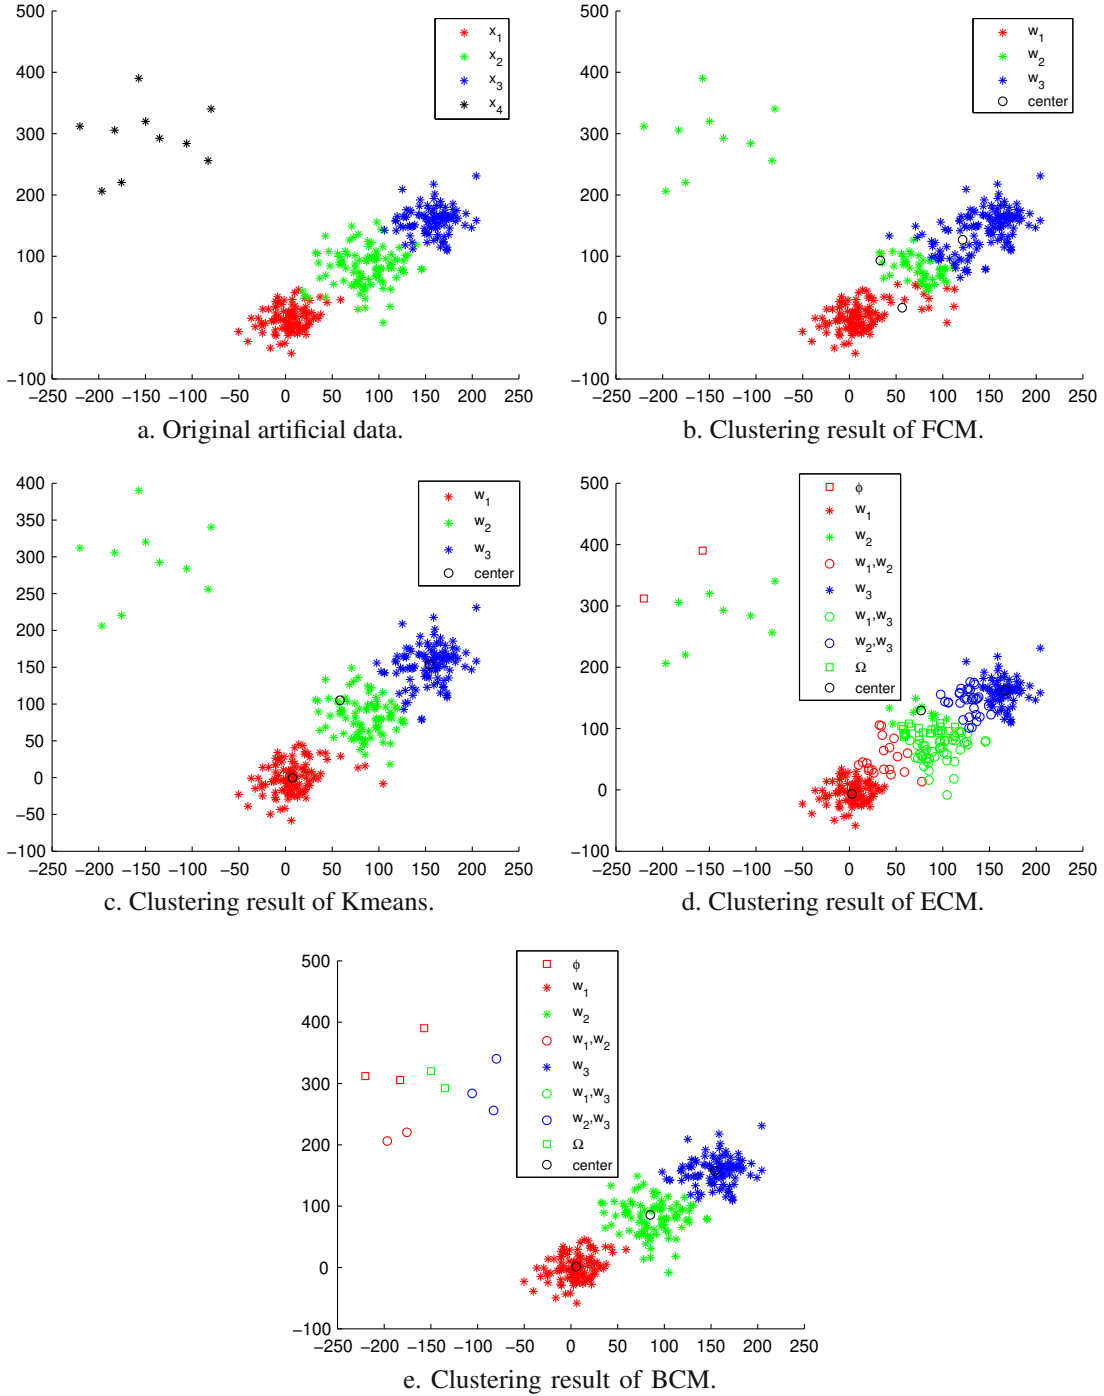 500
400
300
200
100
0
−100
−250 −200 −150 −100 −50 0 50 100 150 200 250
x1
x2
x3
x4
a. Original artificial data.
500
400
300
200
100
0
−100
−250 −200 −150 −100 −50 0 50 100 150 200 250
w1
w2
w3
center
b. Clustering result of FCM.
400
350
300
250
200
150
100
50
0
−50
−100
−250 −200 −150 −100 −50 0 50 100 150 200 250
w1
w2
w3
center
c. Clustering result of Kmeans.
500
400
300
200
100
0
−100
−250 −200 −150 −100 −50 0 50 100 150 200 250
ϕ
w1
w2
w1,w2
w3
w1,w3
w2,w3
Ω
center
d. Clustering result of ECM.
500
400
300
200
100
0
−100
−250 −200 −150 −100 −50 0 50 100 150 200 250
ϕ
w1
w2
w1,w2
w3
w1,w3
w2,w3
Ω
center
e. Clustering result of BCM.